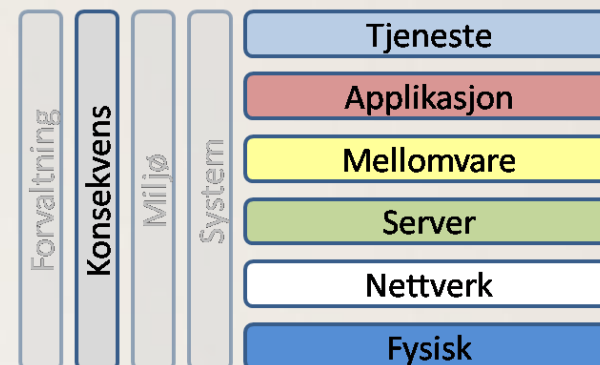 Forvaltning
Konsekvens
Miljø
System
Tjeneste
Applikasjon
Mellomvare
Server
Nettverk
Fysisk